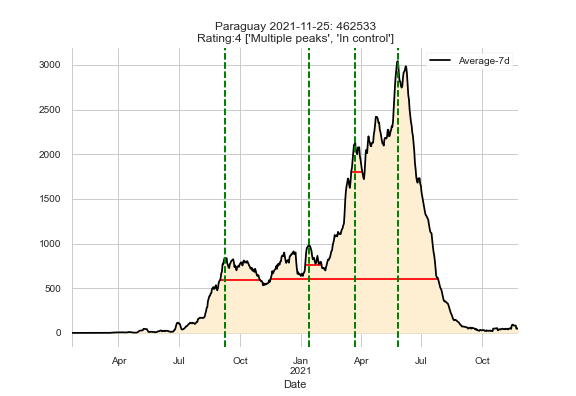 Paraguay 2021-11-25: 462533
Rating:4 ['Multiple peaks', 'In control']
Average-7d
3000
2500
2000
1500
1000
500
0
Apr Jul Oct Jan Apr Jul Oct
2021
Date